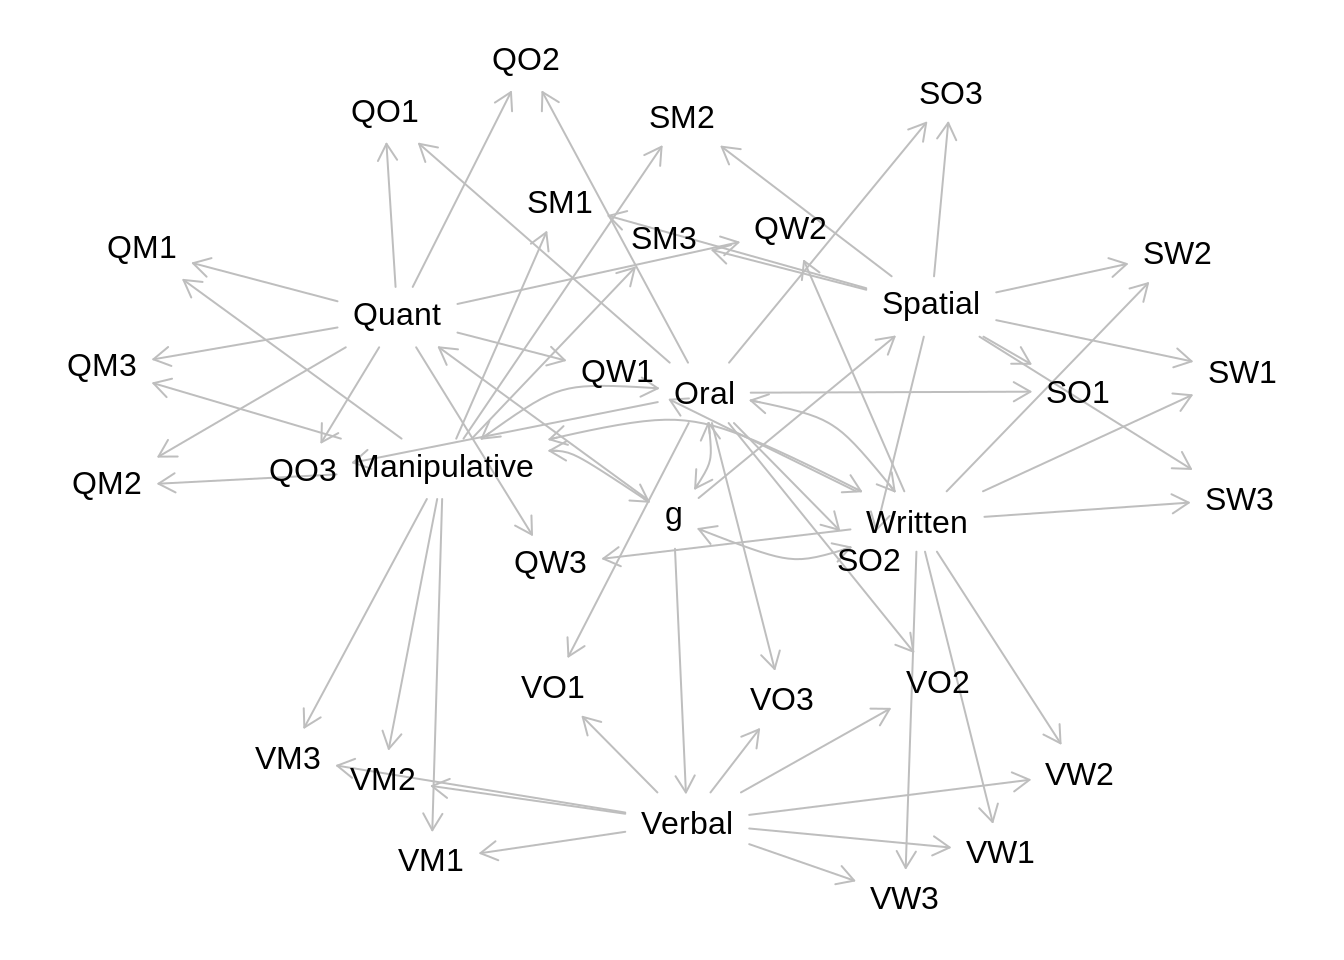 QO2
SO3
QO1
SM2
SM1
QW2
SM3
QM1
SW2
Spatial
Quant
QM3
QW1
SW1
Oral
SO1
Manipulative
QO3
QM2
SW3
g
Written
QW3
SO2
VO2
VO1
VO3
VM3
VW2
VM2
Verbal
VW1
VM1
VW3